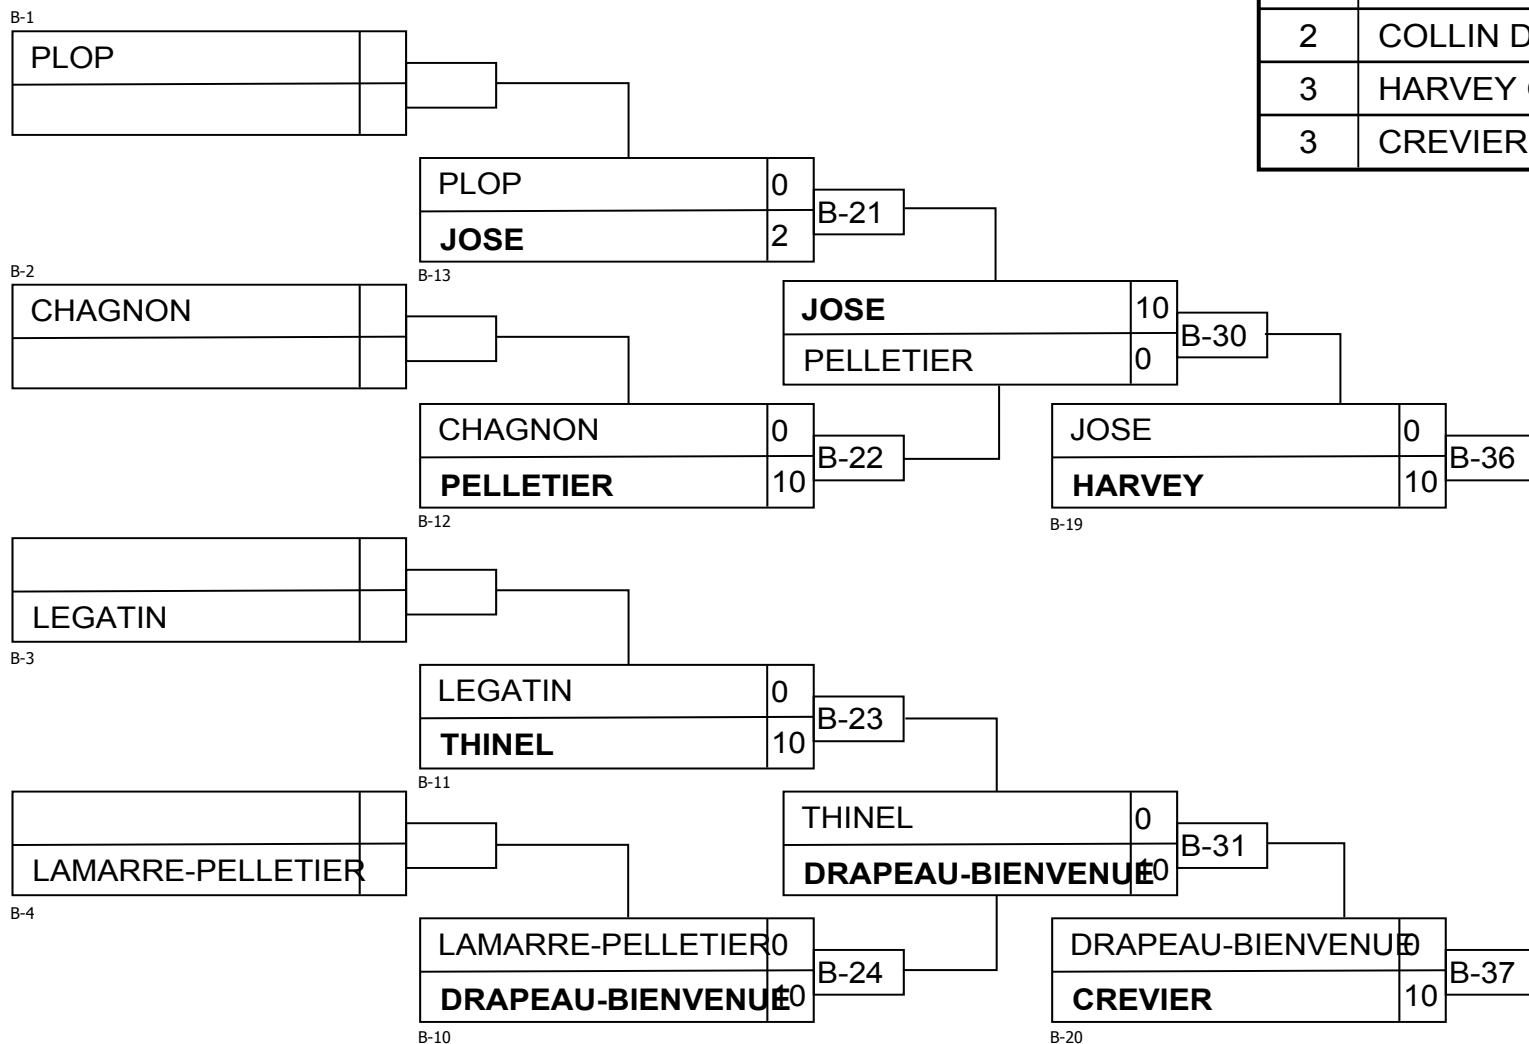 B-1
PLOP
2 COLLIN D
3 HARVEY
3 CREVIER
PLOP 0
JOSE 2
B-21
B-13
B-2
CHAGNON
JOSE 10
PELLETIER 0
B-30
CHAGNON 0
PELLETIER 10
B-22
B-12
JOSE 0
HARVEY 10
B-36
B-19
LEGATIN
B-3
LEGATIN 0
THINEL 10
B-23
B-11
LAMARRE-PELLETIER
B-4
THINEL 0
DRAPEAU-BIENVENUE 10
B-31
LAMARRE-PELLETIER 0
DRAPEAU-BIENVENUE 10
B-24
B-10
DRAPEAU-BIENVENUE 0
CREVIER 10
B-37
B-20